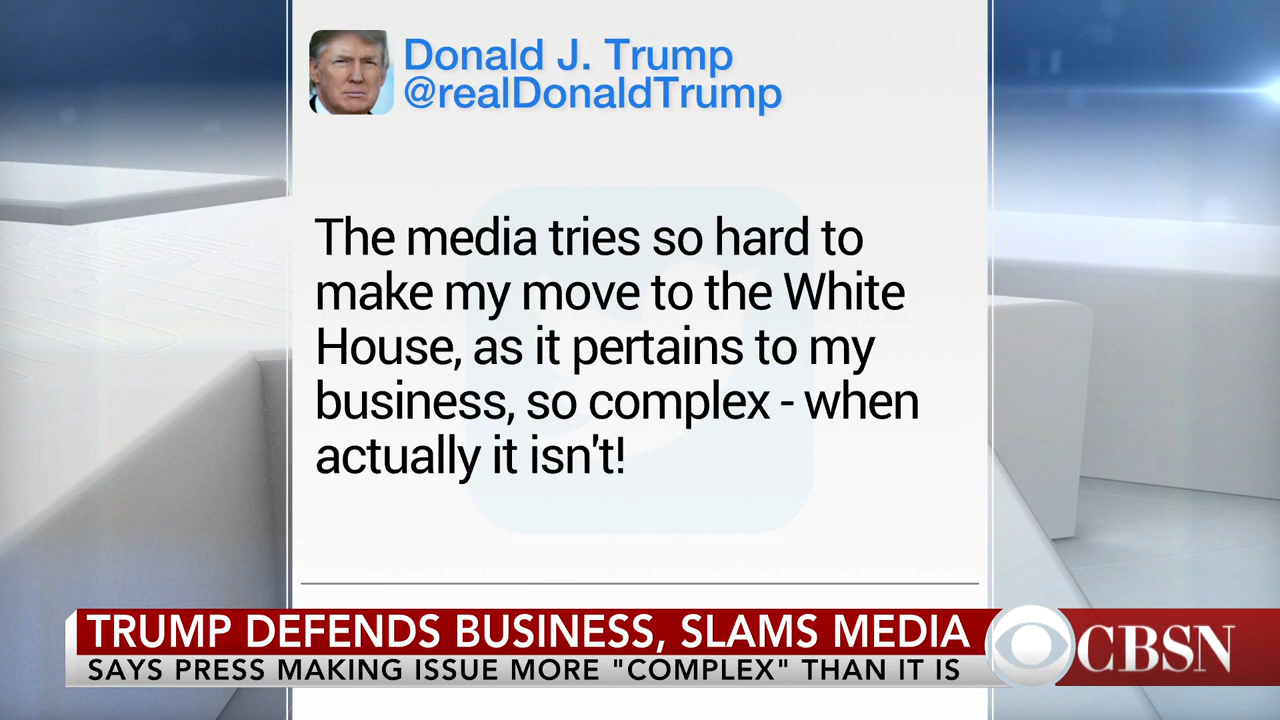 Donald J. Trump
@realDonaldTrump
The media tries so hard to
make my move to the White
House, as it pertains to my
business, so complex - when
actually it isn't!
TRUMP DEFENDS BUSINESS, SLAMS MEDIA
SAYS PRESS MAKING ISSUE MORE "COMPLEX" THAN IT IS
CBSN